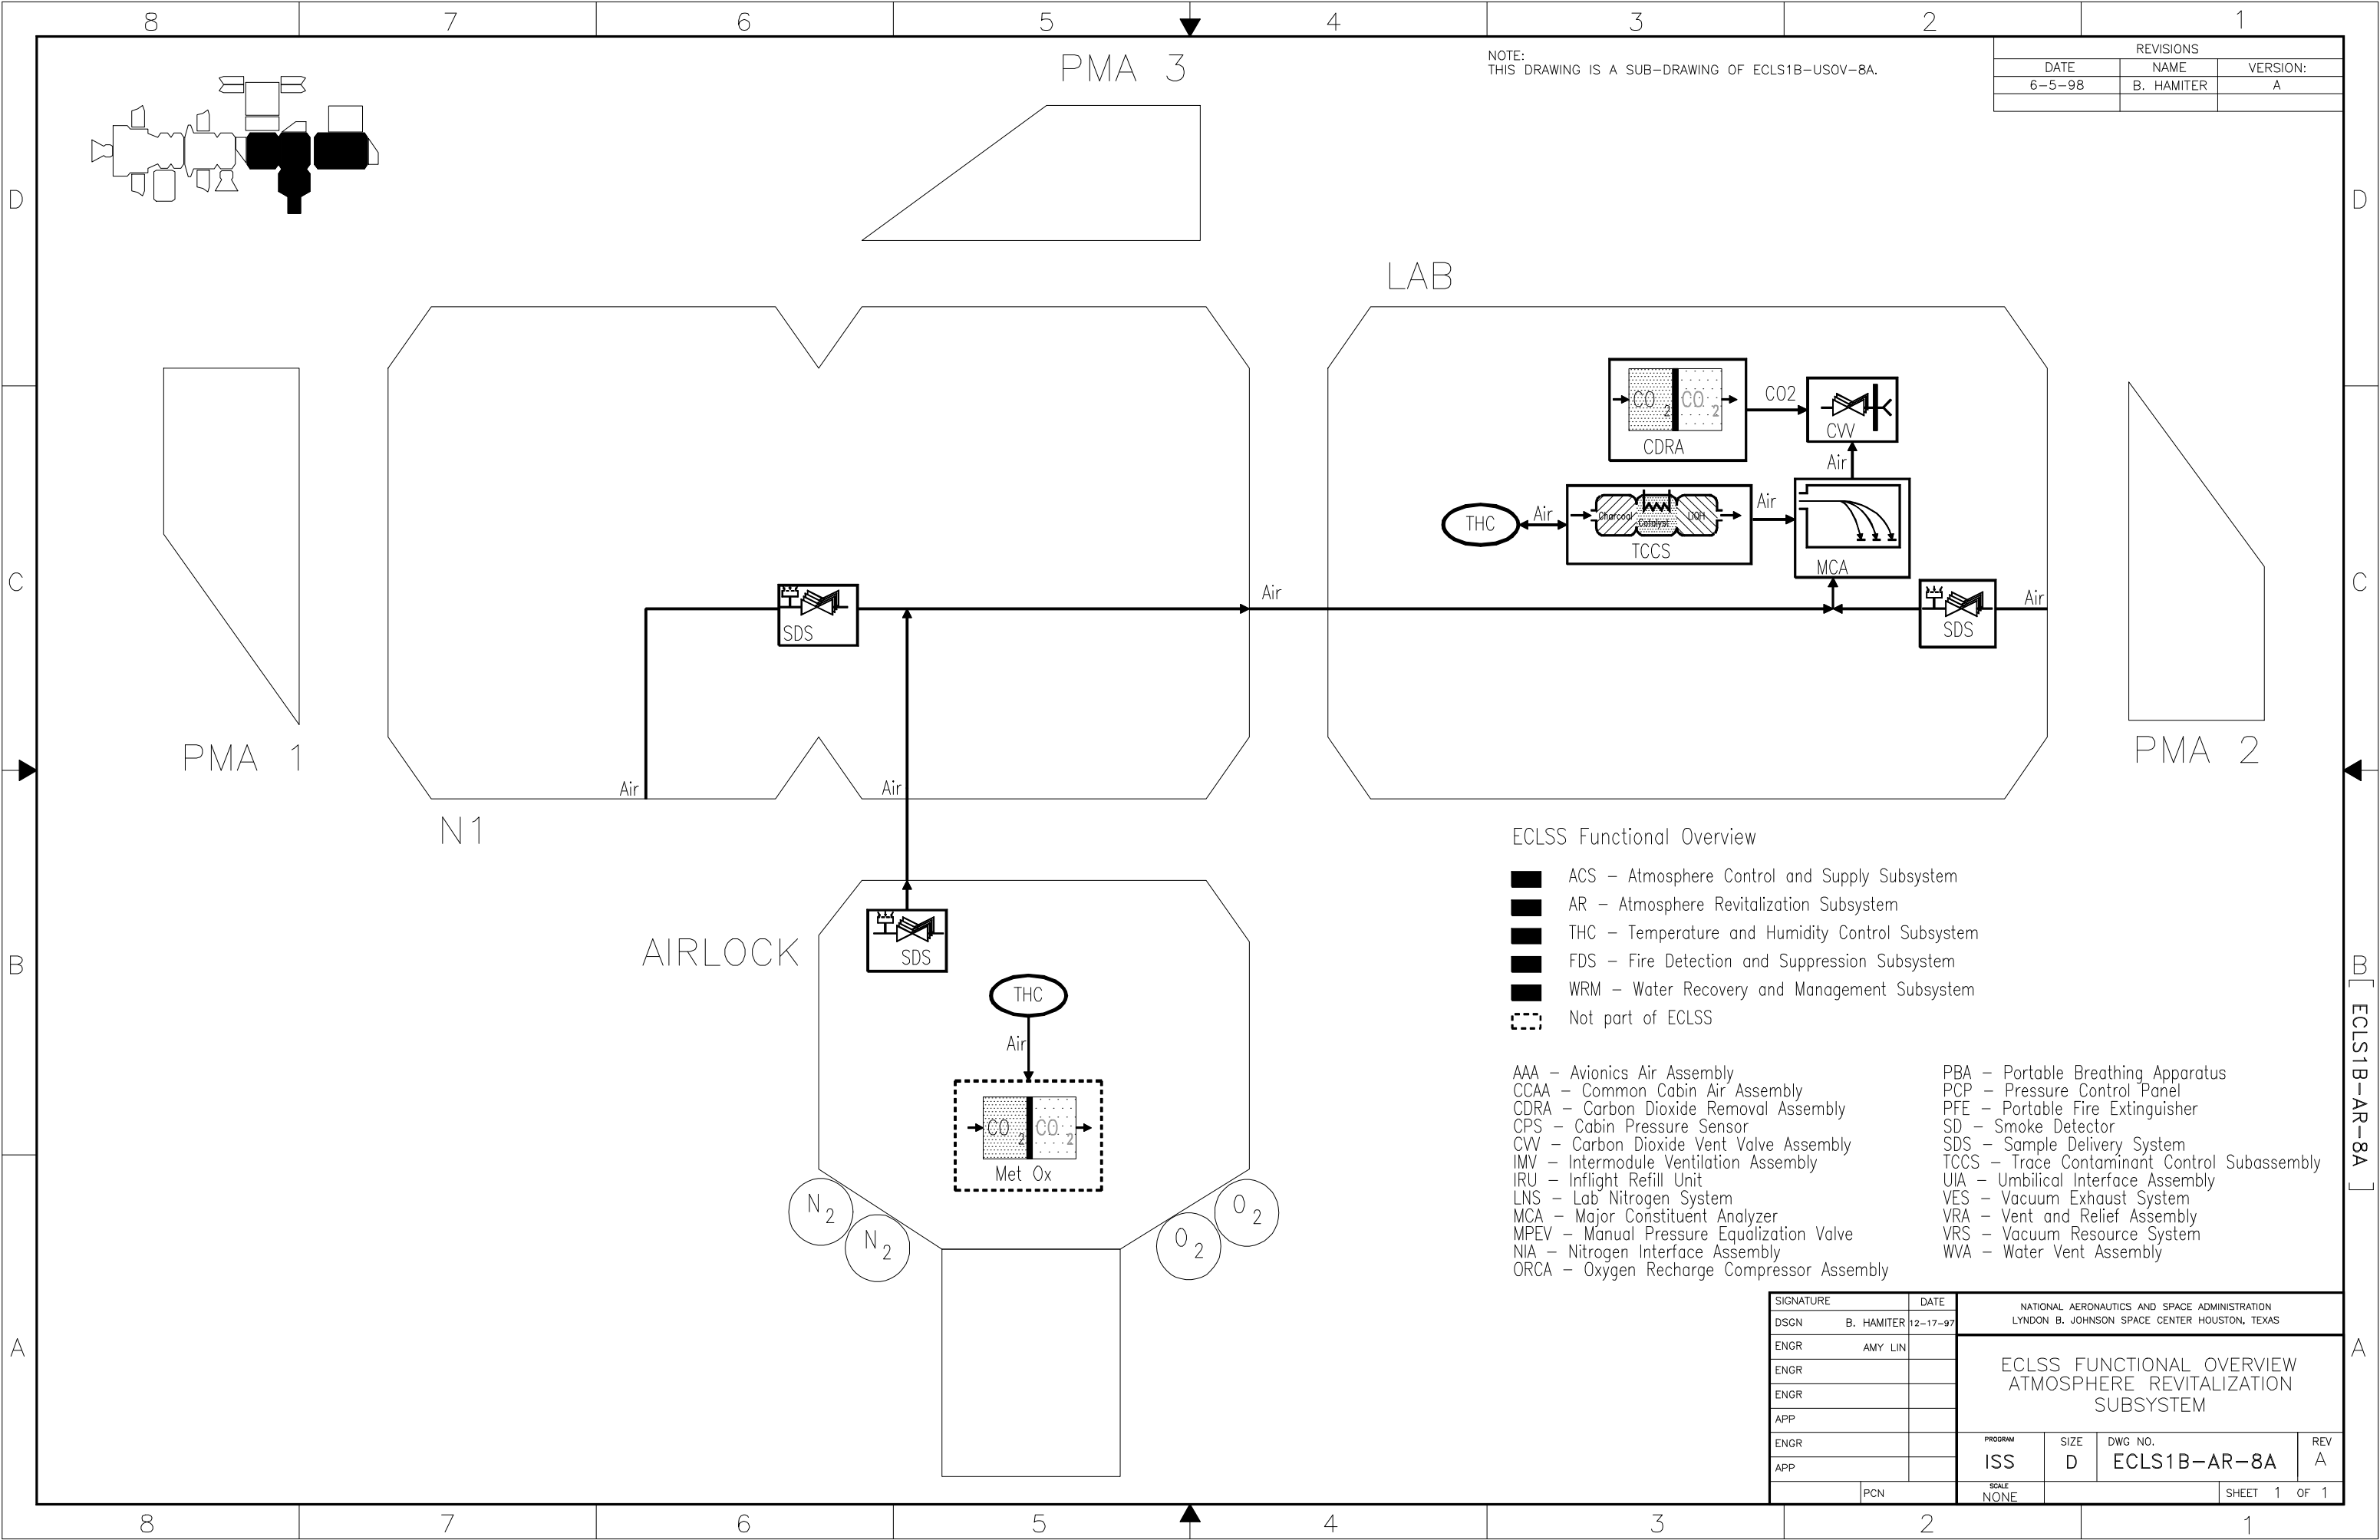 8 7 6 5 4 3 2 1
PMA 3
NOTE:
THIS DRAWING IS A SUB-DRAWING OF ECLS1B-USOV-8A.
REVISIONS
DATE NAME VERSION:
6-5-98 B. HAMITER A
D D
LAB
CO 2 CO 2
CDRA
CO2
CVV
Air
THC
Air
Charcoal Catalyst LiOH
TCCS
Air
MCA
C C
SDS
Air
SDS
Air
PMA 1
PMA 2
Air
Air
N1
ECLSS Functional Overview
ACS - Atmosphere Control and Supply Subsystem
AR - Atmosphere Revitalization Subsystem
THC - Temperature and Humidity Control Subsystem
FDS - Fire Detection and Suppression Subsystem
WRM - Water Recovery and Management Subsystem
Not part of ECLSS
AIRLOCK
SDS
B B
THC
Air
CO 2 CO 2
Met Ox
N 2
N 2
O 2
O 2
AAA - Avionics Air Assembly
CCAA - Common Cabin Air Assembly
CDRA - Carbon Dioxide Removal Assembly
CPS - Cabin Pressure Sensor
CVV - Carbon Dioxide Vent Valve Assembly
IMV - Intermodule Ventilation Assembly
IRU - Inflight Refill Unit
LNS - Lab Nitrogen System
MCA - Major Constituent Analyzer
MPEV - Manual Pressure Equalization Valve
NIA - Nitrogen Interface Assembly
ORCA - Oxygen Recharge Compressor Assembly
PBA - Portable Breathing Apparatus
PCP - Pressure Control Panel
PFE - Portable Fire Extinguisher
SD - Smoke Detector
SDS - Sample Delivery System
TCCS - Trace Contaminant Control Subassembly
UIA - Umbilical Interface Assembly
VES - Vacuum Exhaust System
VRA - Vent and Relief Assembly
VRS - Vacuum Resource System
WVA - Water Vent Assembly
[ ECLS1B-AR-8A ]
A A
SIGNATURE DATE
DSGN B. HAMITER 12-17-97
ENGR AMY LIN
ENGR
ENGR
APP
ENGR
APP
PCN
NATIONAL AERONAUTICS AND SPACE ADMINISTRATION
LYNDON B. JOHNSON SPACE CENTER HOUSTON, TEXAS
ECLSS FUNCTIONAL OVERVIEW
ATMOSPHERE REVITALIZATION
SUBSYSTEM
PROGRAM SIZE DWG NO. REV
ISS D ECLS1B-AR-8A A
SCALE
NONE
SHEET 1 OF 1
8 7 6 5 4 3 2 1